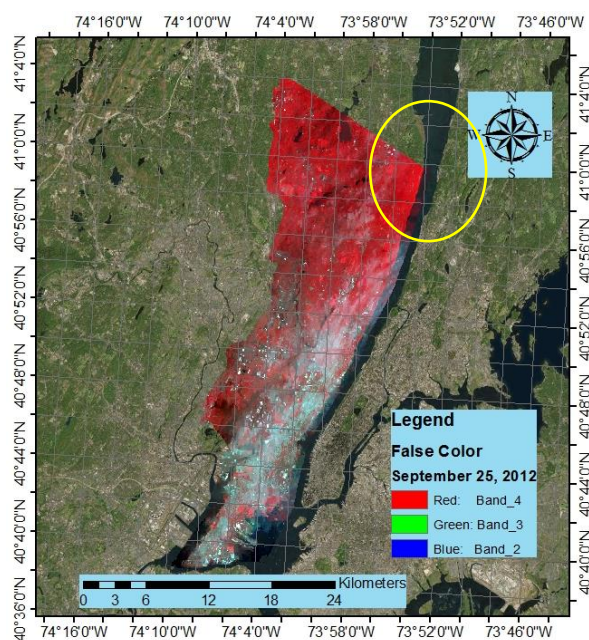 74°16'0"W 74°10'0"W 74°4'0"W 73°58'0"W 73°52'0"W 73°46'0"W
41°4'0"N
41°0'0"N
40°56'0"N
40°52'0"N
40°48'0"N
40°44'0"N
40°40'0"N
40°36'0"N
N
W E
S
41°4'0"N
41°0'0"N
40°56'0"N
40°52'0"N
40°48'0"N
40°44'0"N
40°40'0"N
Legend
False Color
September 25, 2012
Red: Band_4
Green: Band_3
Blue: Band_2
Kilometers
0 3 6 12 18 24
74°16'0"W 74°10'0"W 74°4'0"W 73°58'0"W 73°52'0"W 73°46'0"W